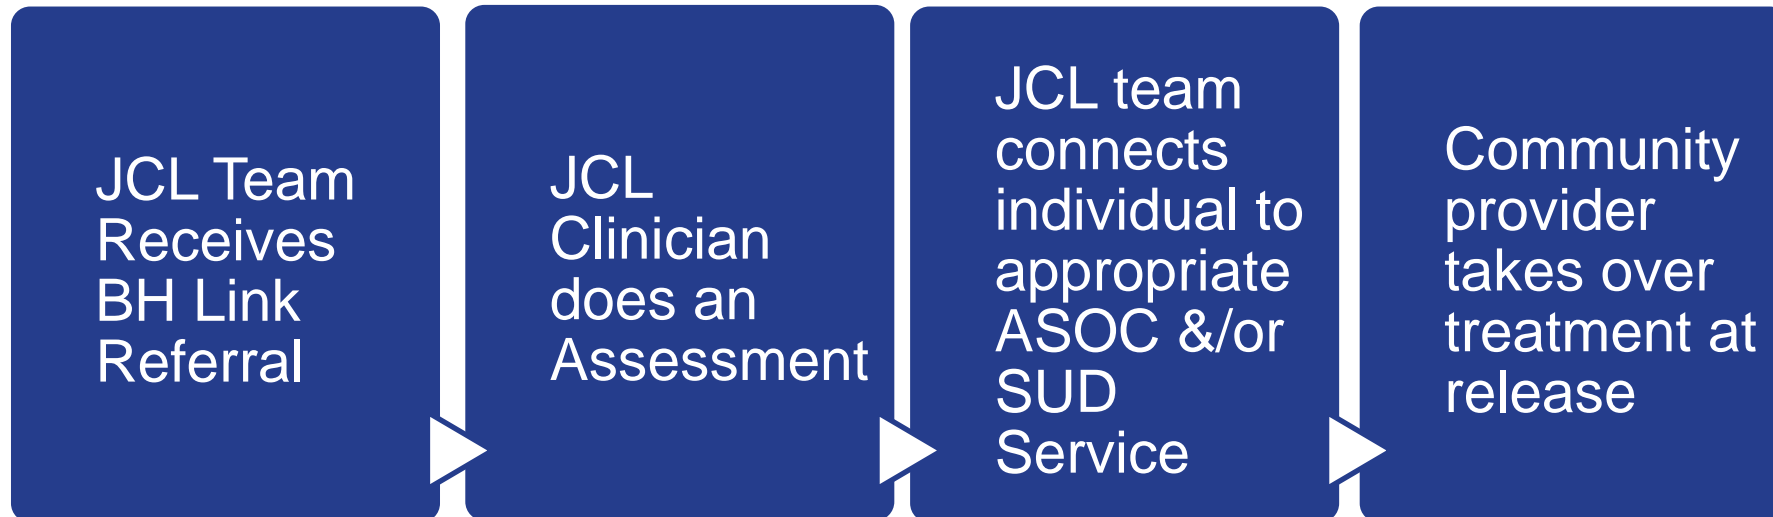 JCL Team
Receives
BH Link
Referral
JCL
Clinician
does an
Assessment
JCL team
connects
individual to
appropriate
ASOC &/or
SUD
Service
Community
provider
takes over
treatment at
release